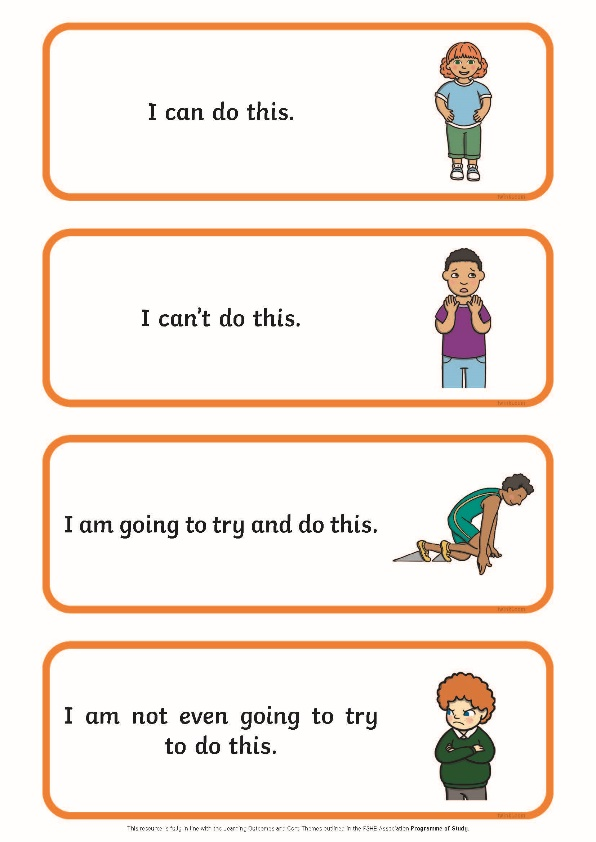 I can do this.
I can't do this.
I am going to try and do this.
I am not even going to try
to do this.
This resource is fully in line with the Learning Outcomes and Core Themes outlined in the PSHE Association Programme of Study.